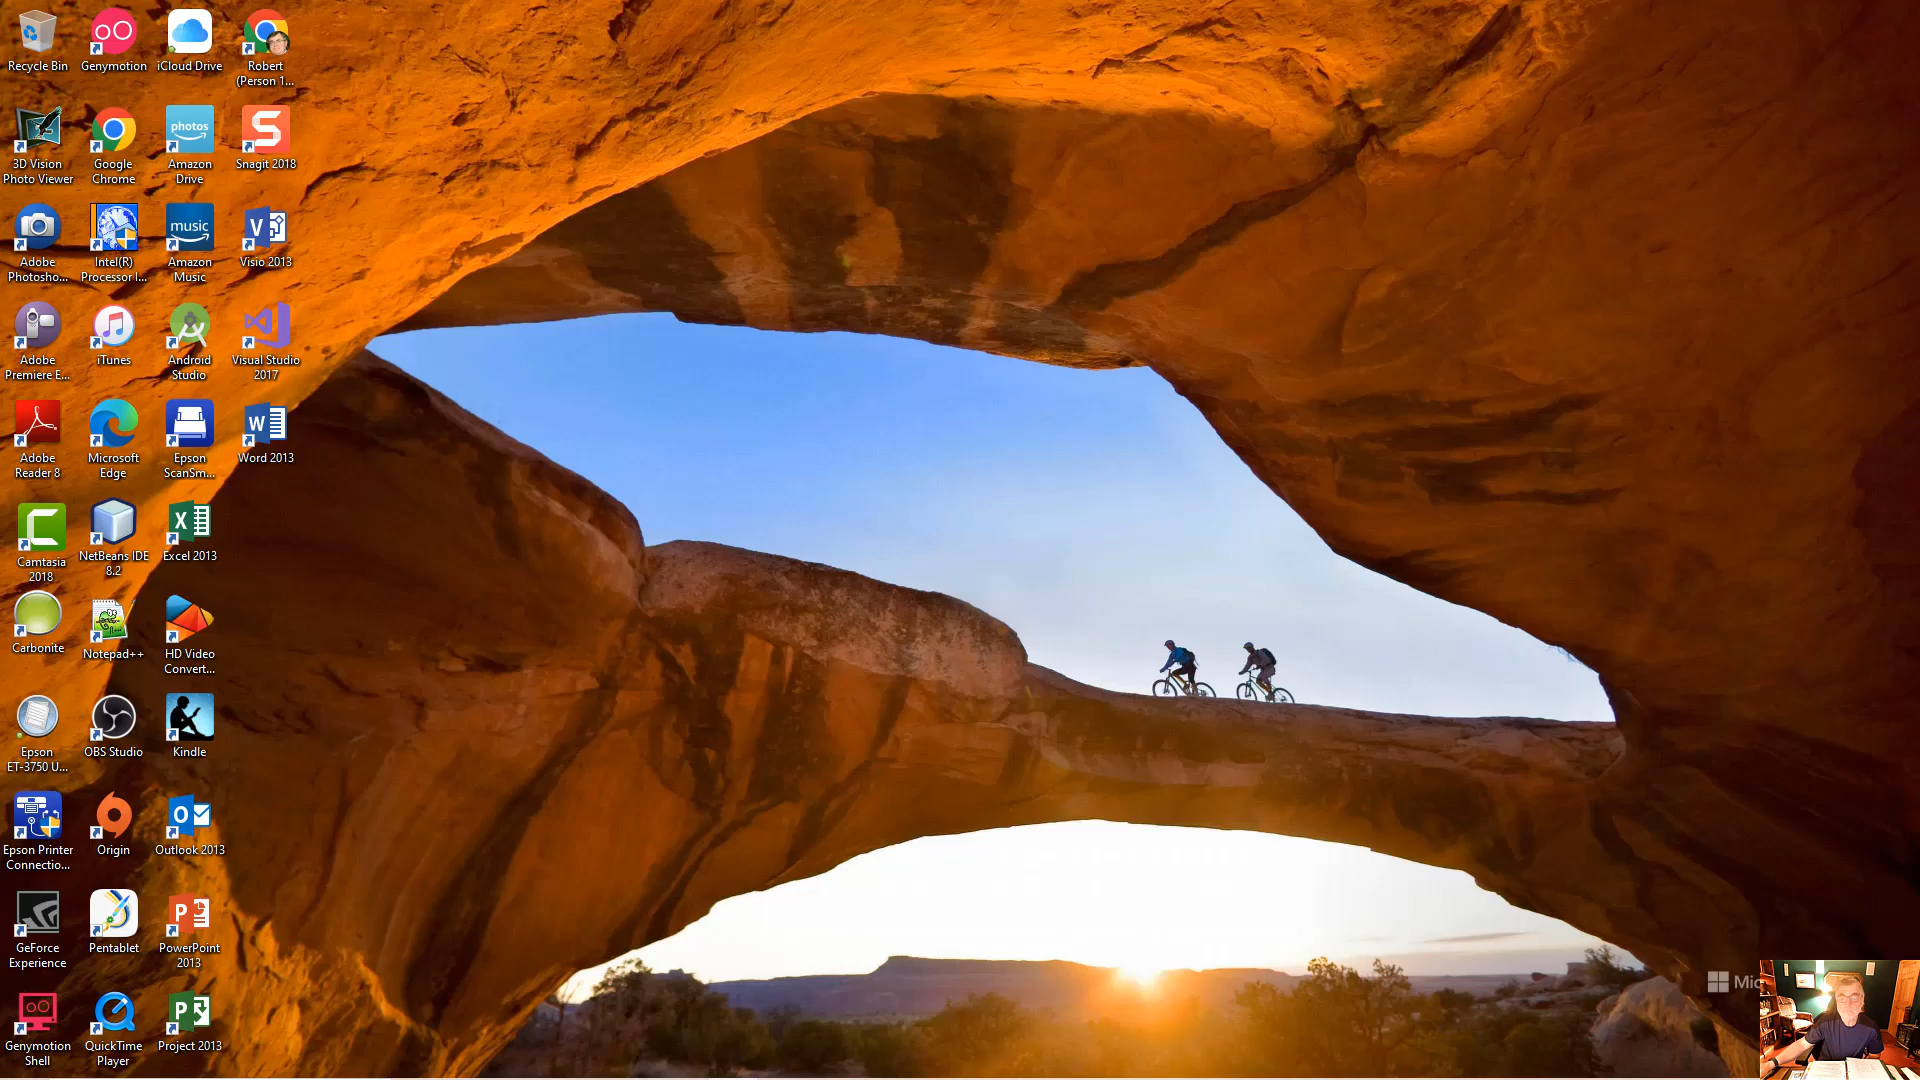 Recycle Bin
Genymotion
iCloud Drive
Robert
(Person 1...
3D Vision
Photo Viewer
Google
Chrome
photos
Amazon
Drive
Snagit 2018
Adobe
Photosho...
Intel(R)
Processor I...
music
Amazon
Music
Visio 2013
Adobe
Premiere E...
iTunes
Android
Studio
Visual Studio
2017
Adobe
Reader 8
Microsoft
Edge
Epson
ScanSm...
Word 2013
Camtasia
2018
NetBeans IDE
8.2
Excel 2013
Carbonite
Notepad++
HD Video
Convert...
Epson
ET-3750 U...
OBS Studio
Kindle
Epson Printer
Connectio...
Origin
Outlook 2013
GeForce
Experience
Pentablet
PowerPoint
2013
Genymotion
Shell
QuickTime
Player
Project 2013
Mic